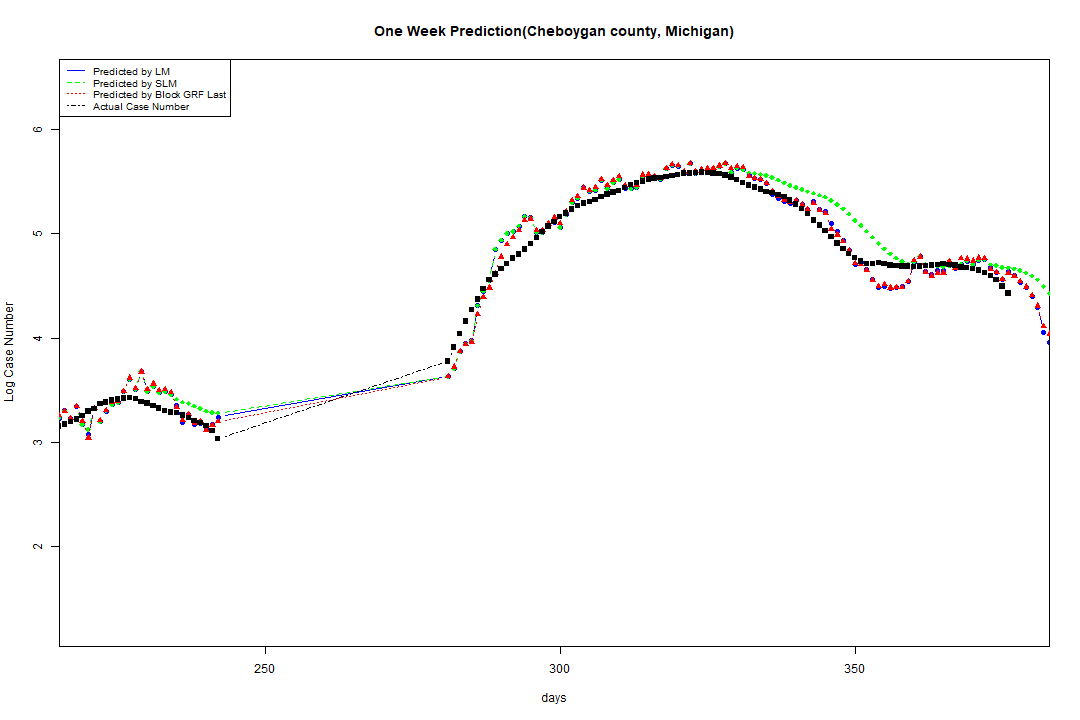 One Week Prediction(Cheboygan county, Michigan)
Predicted by LM
Predicted by SLM
Predicted by Block GRF Last
Actual Case Number
6
5
4
3
2
Log Case Number
250
300
350
days